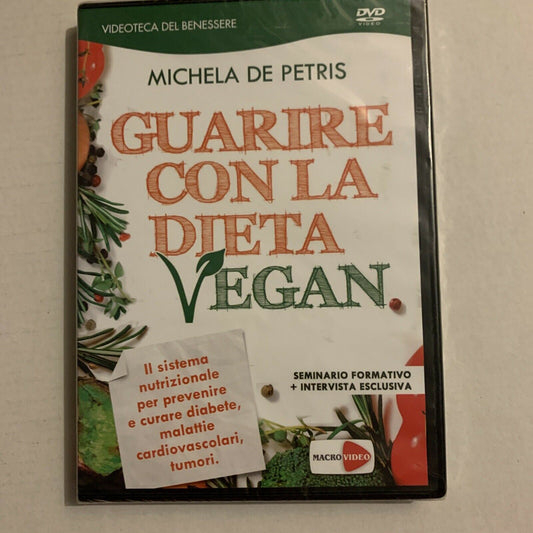 VIDEOTECA DEL BENESSERE
DVD
VIDEO
MICHELA DE PETRIS
GUARIRE
CON LA
DIETA
VEGAN
Il sistema
nutrizionale
per prevenire
e curare diabete,
malattie
cardiovascolari,
tumori.
SEMINARIO FORMATIVO
+ INTERVISTA ESCLUSIVA
MACRO VIDEO